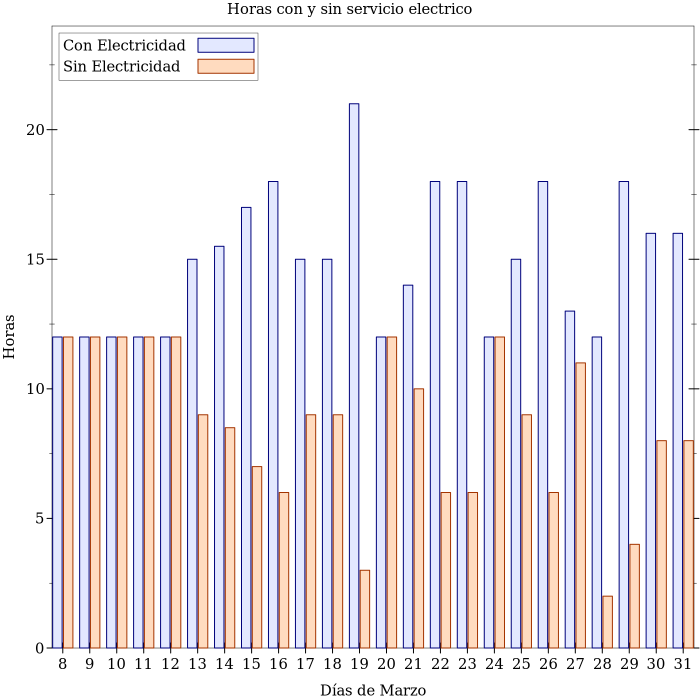 Horas con y sin servicio electrico
Con Electricidad
Sin Electricidad
20
15
10
5
0
Horas
8 9 10 11 12 13 14 15 16 17 18 19 20 21 22 23 24 25 26 27 28 29 30 31
Días de Marzo